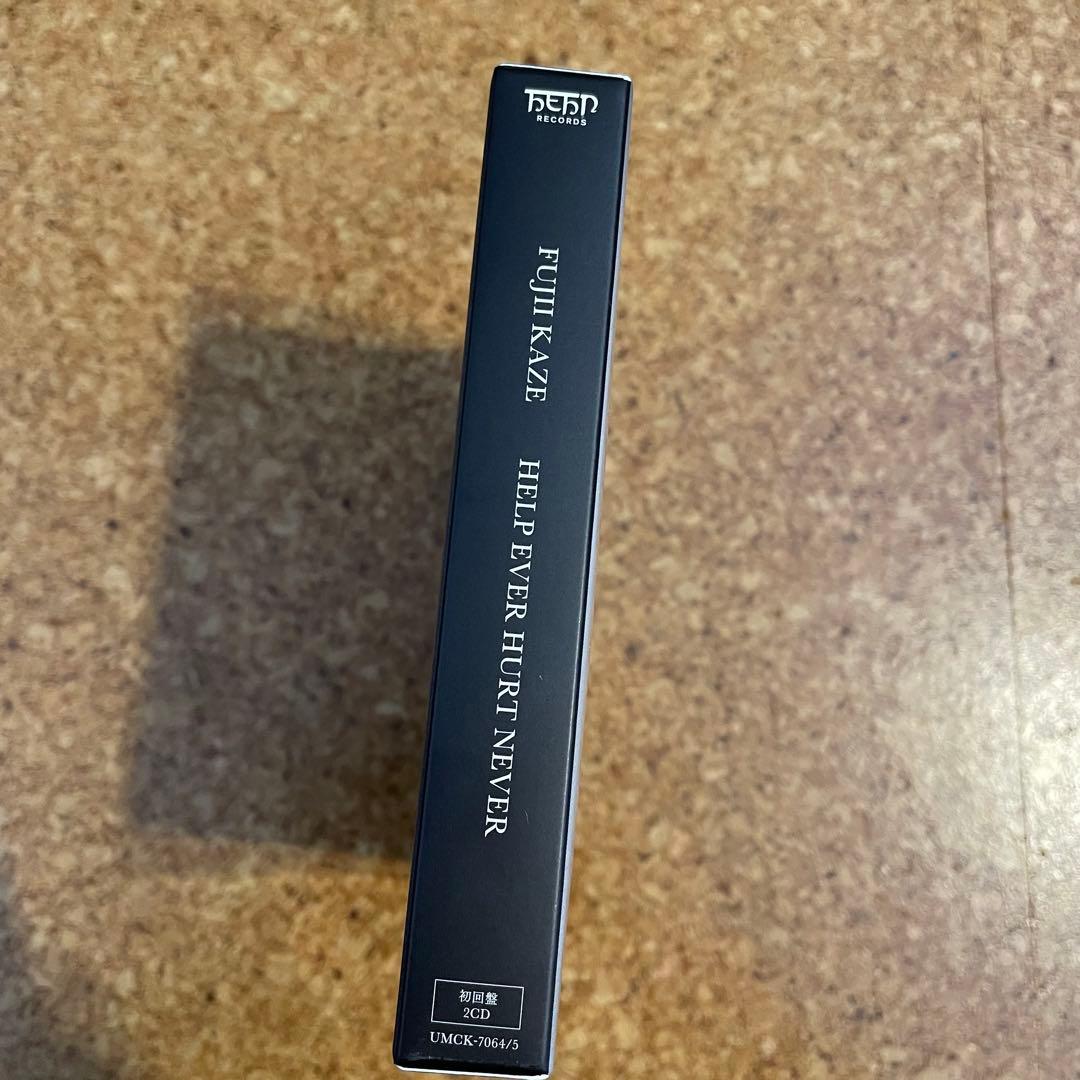 HEHN
RECORDS
FUJII KAZE HELP EVER HURT NEVER
初回盤
2CD
UMCK-7064/5